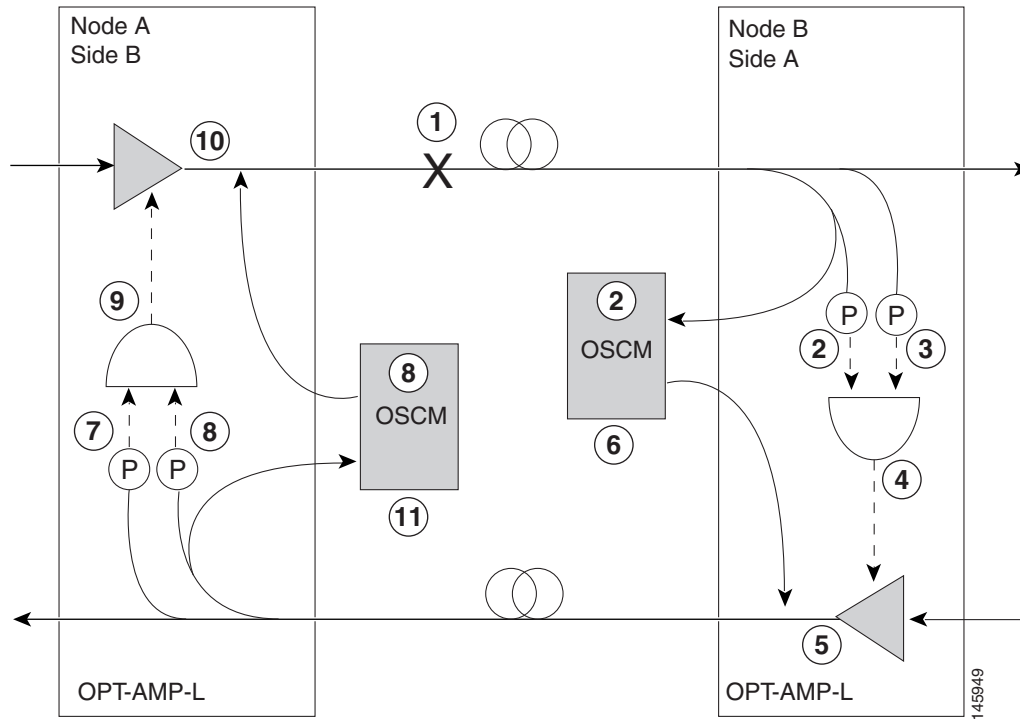 Node A
Side B
Node B
Side A
1
10
X
9
2
OSCM
P
P
2
3
8
OSCM
7
8
6
4
P
P
11
5
OPT-AMP-L
OPT-AMP-L
145949